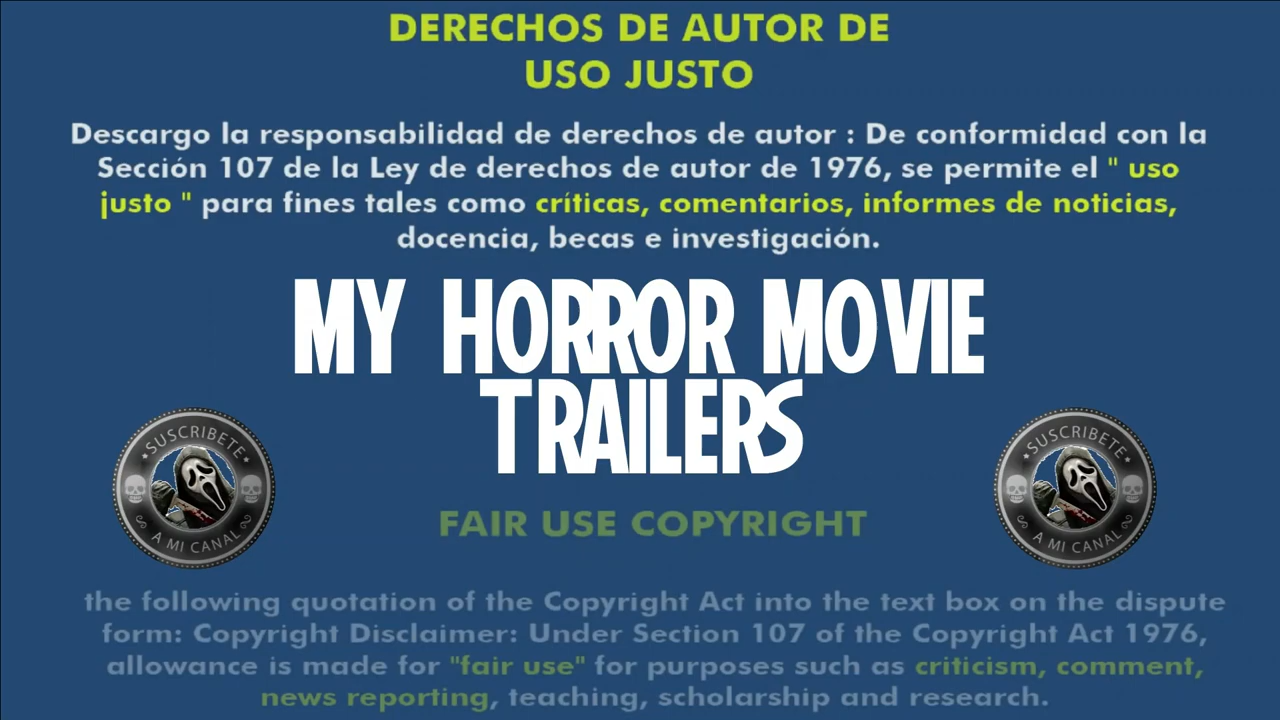 DERECHOS DE AUTOR DE
USO JUSTO
Descargo la responsabilidad de derechos de autor : De conformidad con la
Sección 107 de la Ley de derechos de autor de 1976, se permite el " uso
justo " para fines tales como críticas, comentarios, informes de noticias,
docencia, becas e investigación.
MY HORROR MOVIE
TRAILERS
SUSCRIBETE
A MI CANAL
SUSCRIBETE
A MI CANAL
FAIR USE COPYRIGHT
the following quotation of the Copyright Act into the text box on the dispute
form: Copyright Disclaimer: Under Section 107 of the Copyright Act 1976,
allowance is made for "fair use" for purposes such as criticism, comment,
news reporting, teaching, scholarship and research.